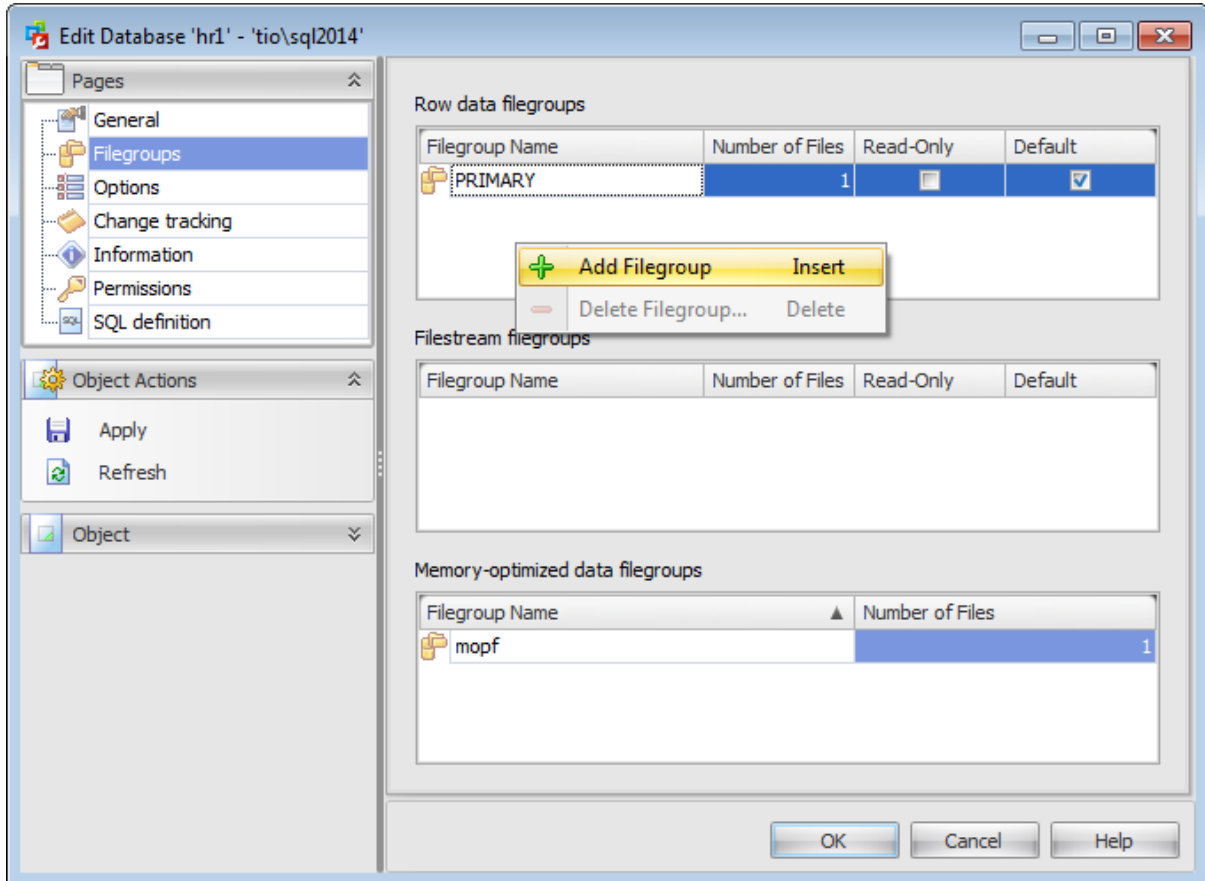 Edit Database 'hr1' - 'tio\sql2014'
Pages
General
Filegroups
Options
Change tracking
Information
Permissions
SQL SQL definition
Object Actions
Apply
Refresh
Object
Row data filegroups
Filegroup Name Number of Files Read-Only Default
PRIMARY 1
Add Filegroup Insert
Delete Filegroup... Delete
Filestream filegroups
Filegroup Name Number of Files Read-Only Default
Memory-optimized data filegroups
Filegroup Name Number of Files
mopf 1
OK Cancel Help